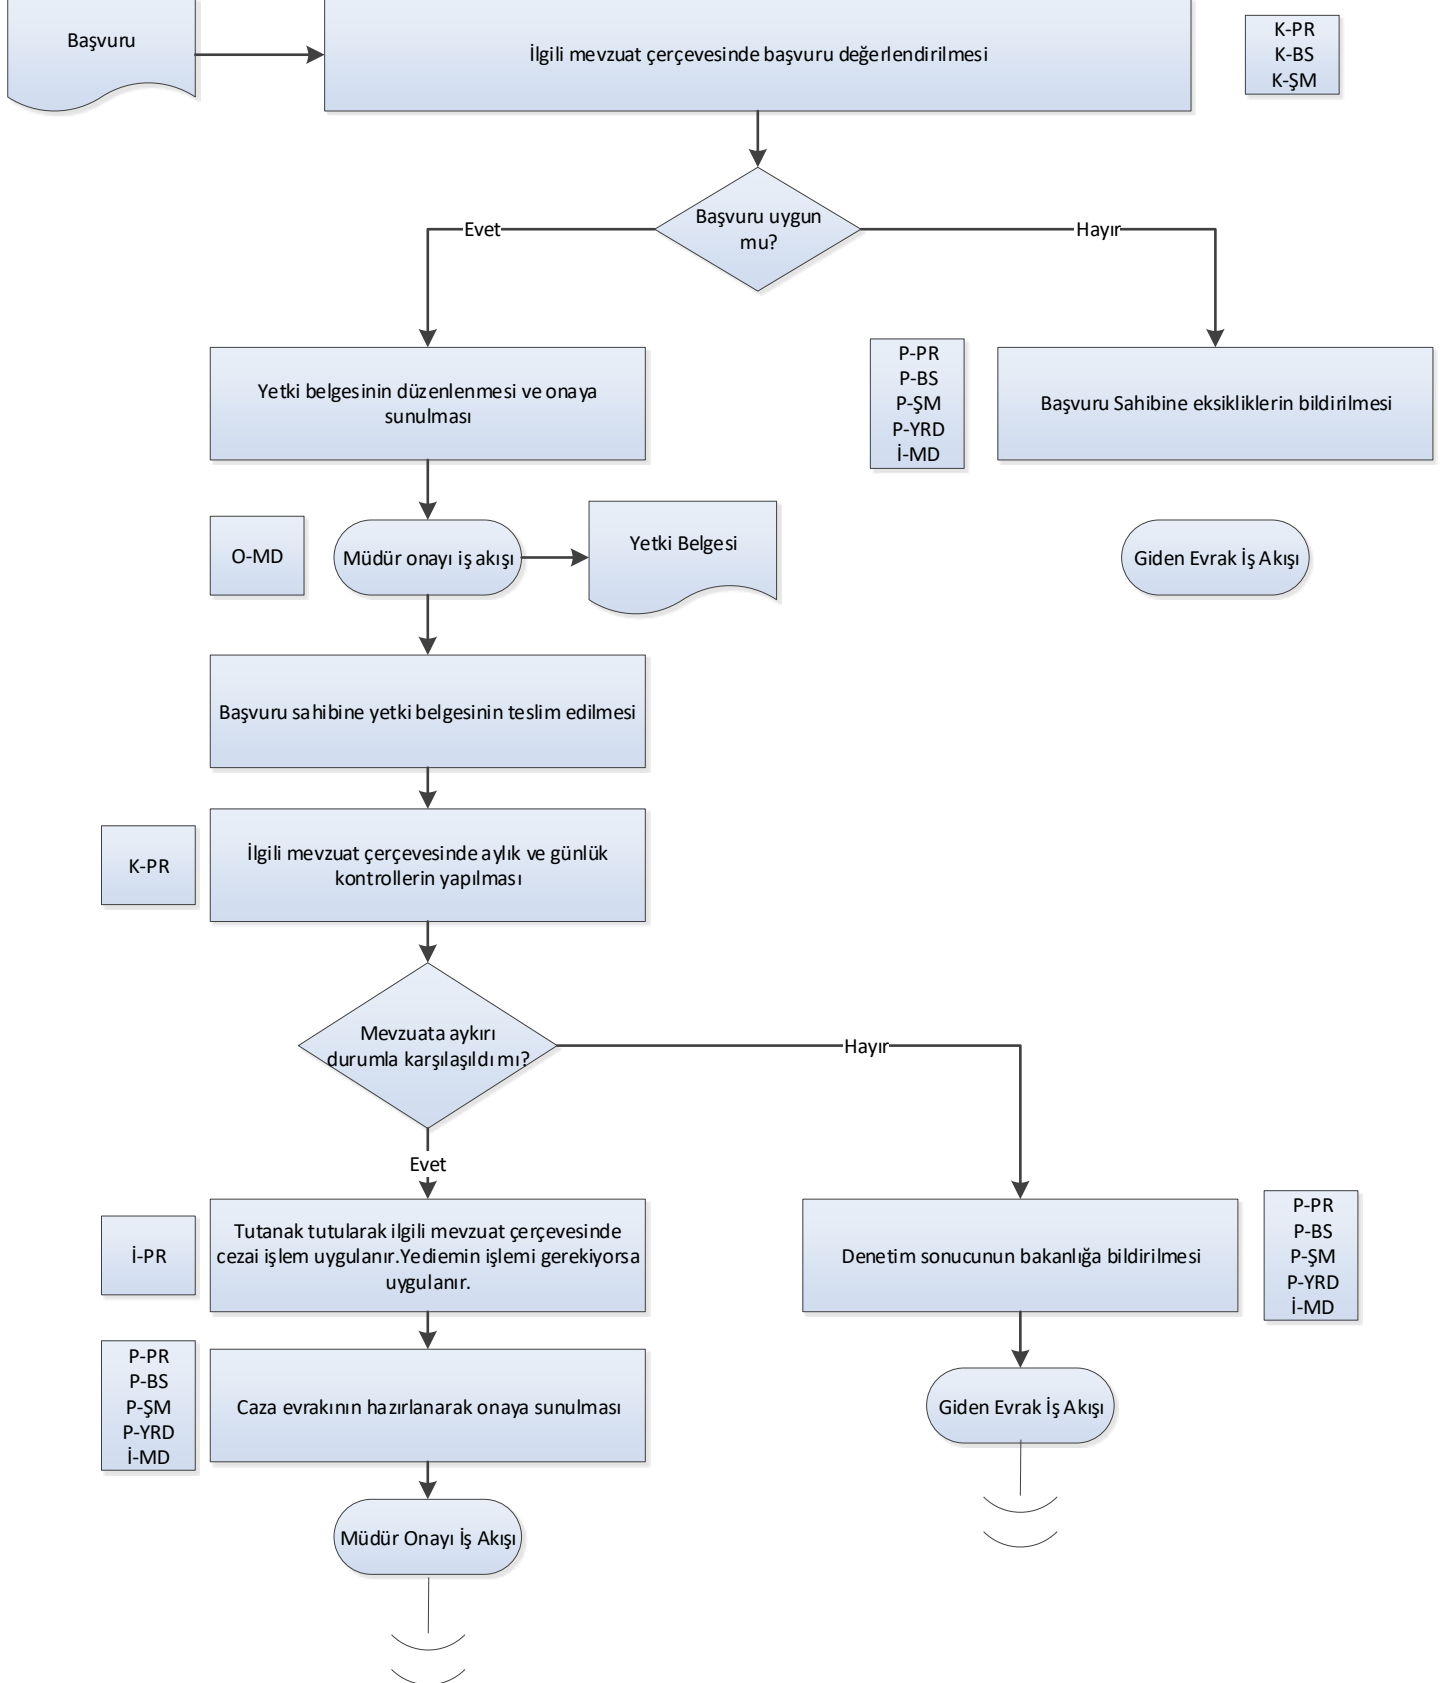 Başvuru
İlgili mevzuat çerçevesinde başvuru değerlendirilmesi
K-PR
K-BS
K-ŞM
Başvuru uygun
mu?
Evet
Hayır
Yetki belgesinin düzenlenmesi ve onaya
sunulması
P-PR
P-BS
P-ŞM
P-YRD
İ-MD
Başvuru Sahibine eksikliklerin bildirilmesi
O-MD
Müdür onayı iş akışı
Yetki Belgesi
Giden Evrak İş Akışı
Başvuru sahibine yetki belgesinin teslim edilmesi
K-PR
İlgili mevzuat çerçevesinde aylık ve günlük
kontrollerin yapılması
Mevzuata aykırı
durumla karşılaşıldı mı?
Hayır
Evet
İ-PR
Tutanak tutularak ilgili mevzuat çerçevesinde
cezai işlem uygulanır.Yediemin işlemi gerekiyorsa
uygulanır.
Denetim sonucunun bakanlığa bildirilmesi
P-PR
P-BS
P-ŞM
P-YRD
İ-MD
P-PR
P-BS
P-ŞM
P-YRD
İ-MD
Caza evrakının hazırlanarak onaya sunulması
Giden Evrak İş Akışı
Müdür Onayı İş Akışı